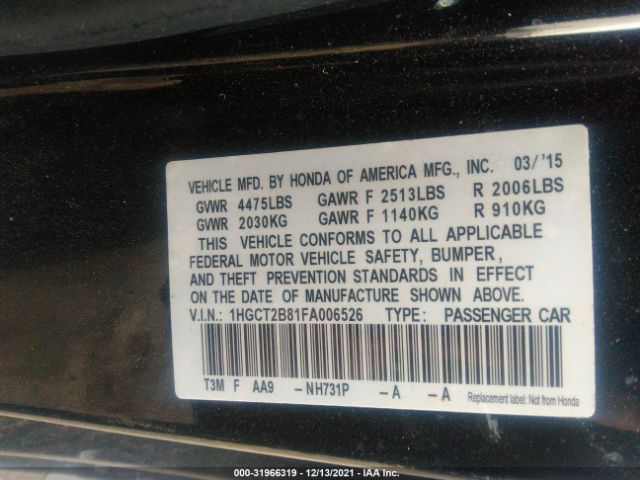 VEHICLE MFD. BY HONDA OF AMERICA MFG., INC. 03/ '15
GVWR 4475LBS GAWR F 2513LBS R 2006LBS
GVWR 2030KG GAWR F 1140KG R 910KG
THIS VEHICLE CONFORMS TO ALL APPLICABLE
FEDERAL MOTOR VEHICLE SAFETY, BUMPER,
AND THEFT PREVENTION STANDARDS IN EFFECT
ON THE DATE OF MANUFACTURE SHOWN ABOVE.
V.I.N.: 1HGCT2B81FA006526 TYPE: PASSENGER CAR
T3M F AA9 -NH731P -A -A
Replacement label: Not from Honda
000-31966319 - 12/13/2021 - IAA Inc.